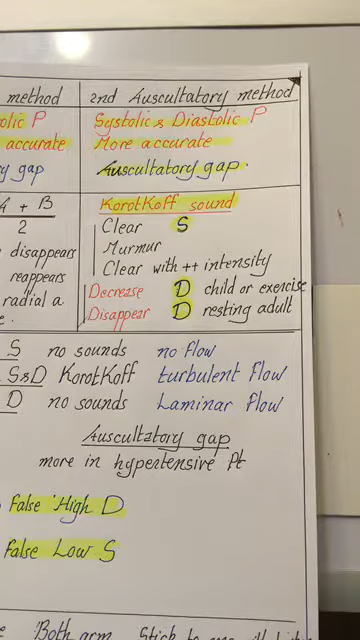 method 2nd Auscultatory method
olic P Systolic & Diastolic P
accurate More accurate
y gap Auscultatory gap.
A + B KorotKoff sound
2 Clear S
disappears Murmur
reappears Clear with ++ intensity
radial a Decrease D child or exercise
Disappear D resting adult
S no sounds no flow
S&D KorotKoff turbulent flow
D no sounds Laminar flow
Auscultatory gap
more in hypertensive Pt
False High D
False Low S
Both arm